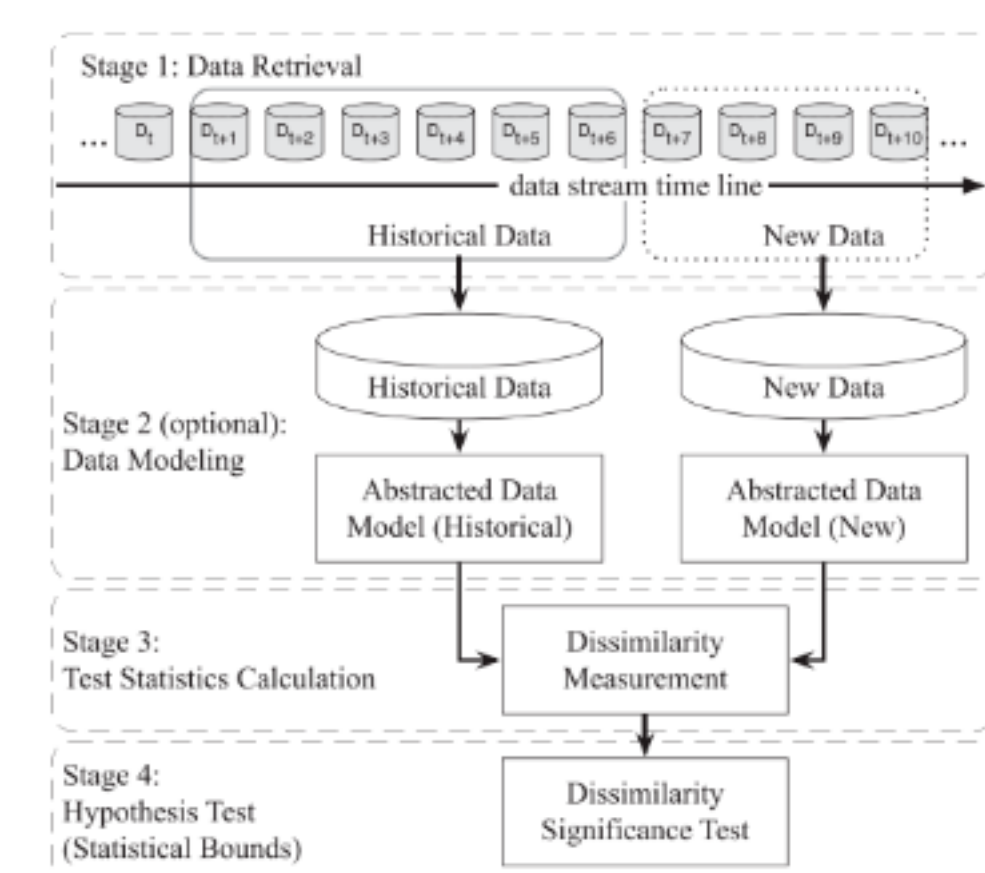 Stage 1: Data Retrieval
... Dt Dt+1 Dt+2 Dt+3 Dt+4 Dt+5 Dt+6 Dt+7 Dt+8 Dt+9 Dt+10 ...
data stream time line
Historical Data New Data
Historical Data New Data
Stage 2 (optional):
Data Modeling
Abstracted Data
Model (Historical)
Abstracted Data
Model (New)
Stage 3:
Test Statistics Calculation
Dissimilarity
Measurement
Stage 4:
Hypothesis Test
(Statistical Bounds)
Dissimilarity
Significance Test